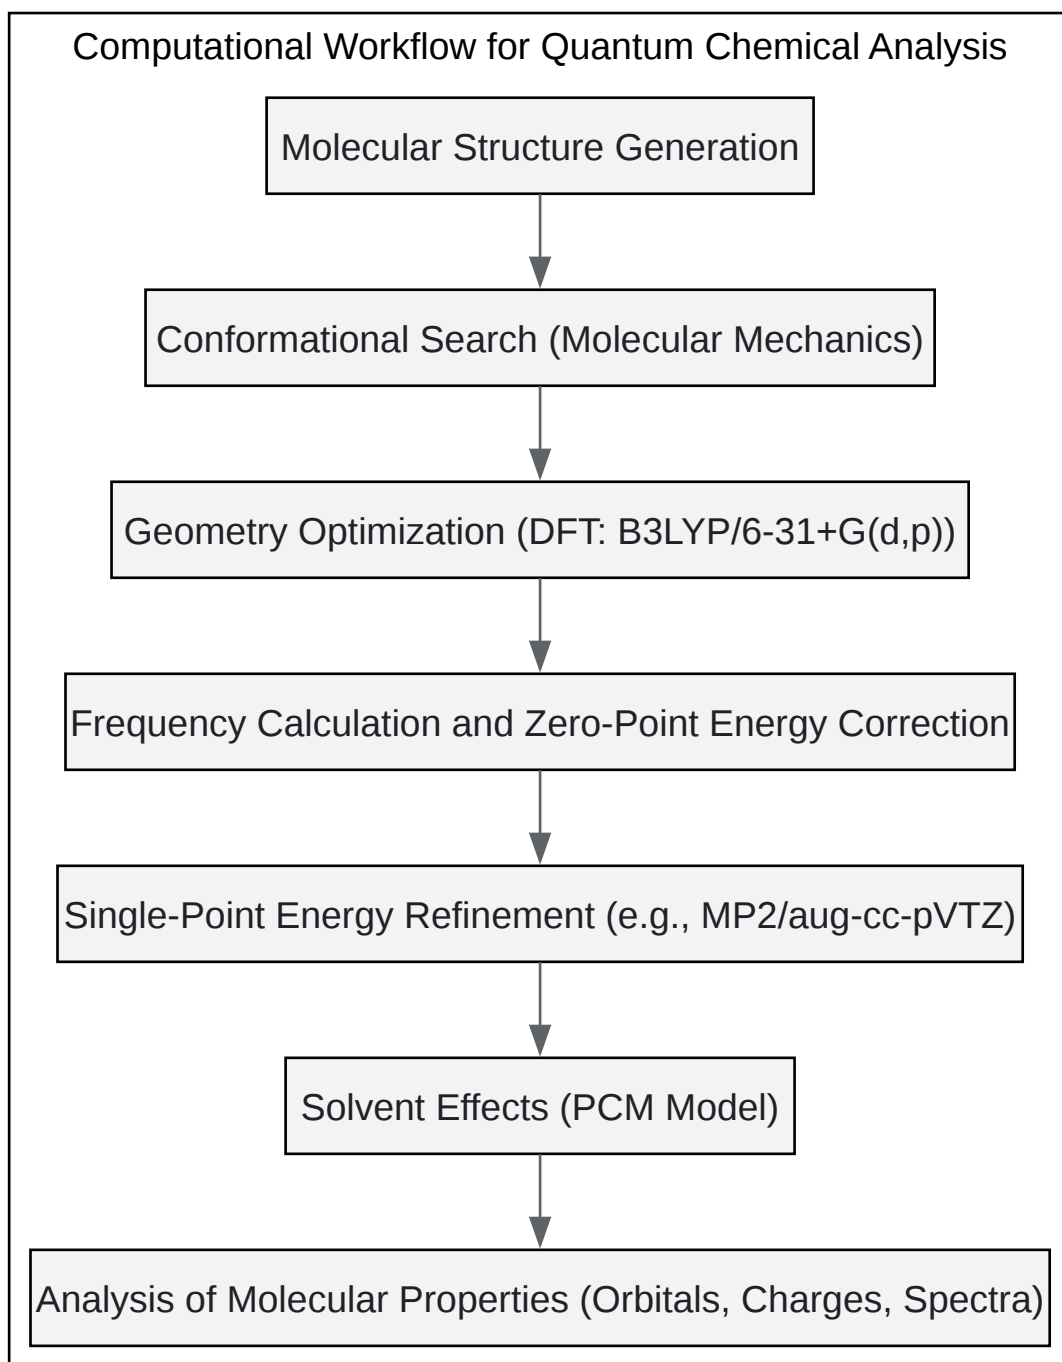 Computational Workflow for Quantum Chemical Analysis
Molecular Structure Generation
Conformational Search (Molecular Mechanics)
Geometry Optimization (DFT: B3LYP/6-31+G(d,p))
Frequency Calculation and Zero-Point Energy Correction
Single-Point Energy Refinement (e.g., MP2/aug-cc-pVTZ)
Solvent Effects (PCM Model)
Analysis of Molecular Properties (Orbitals, Charges, Spectra)